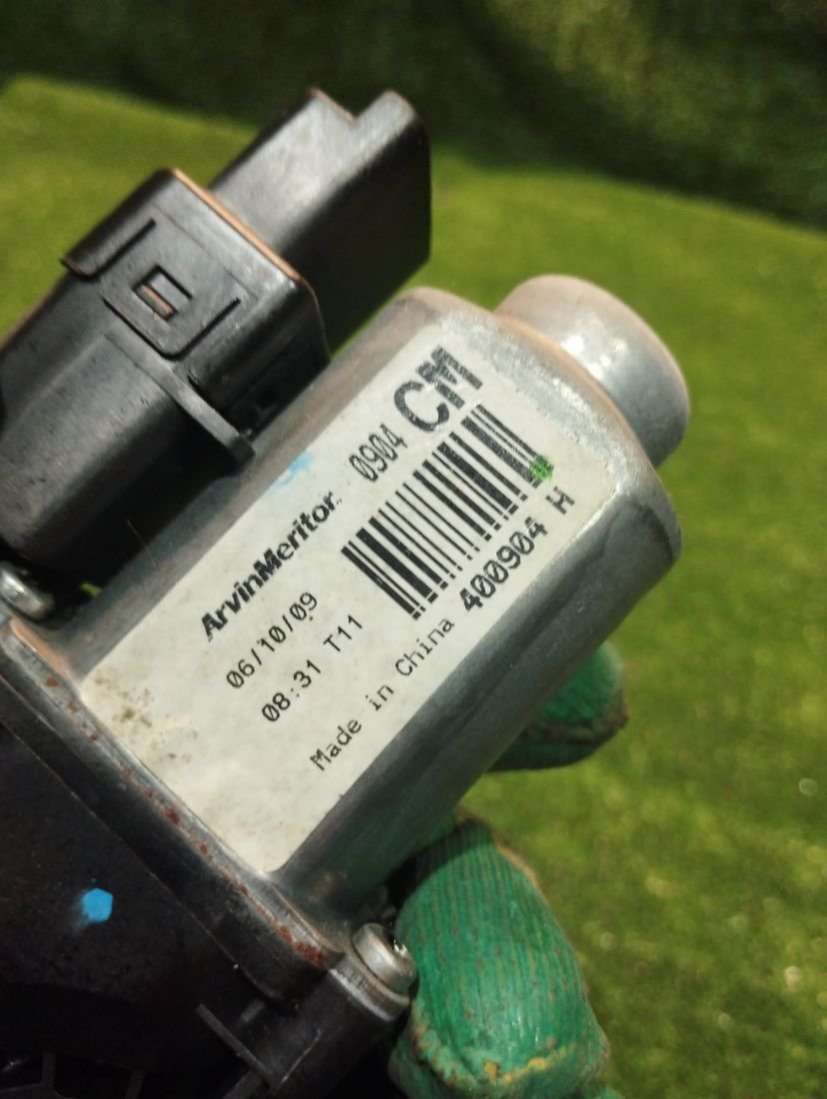 0904 CM
ArvinMeritor
06/10/09
08:31 T11
Made in China 400904 H